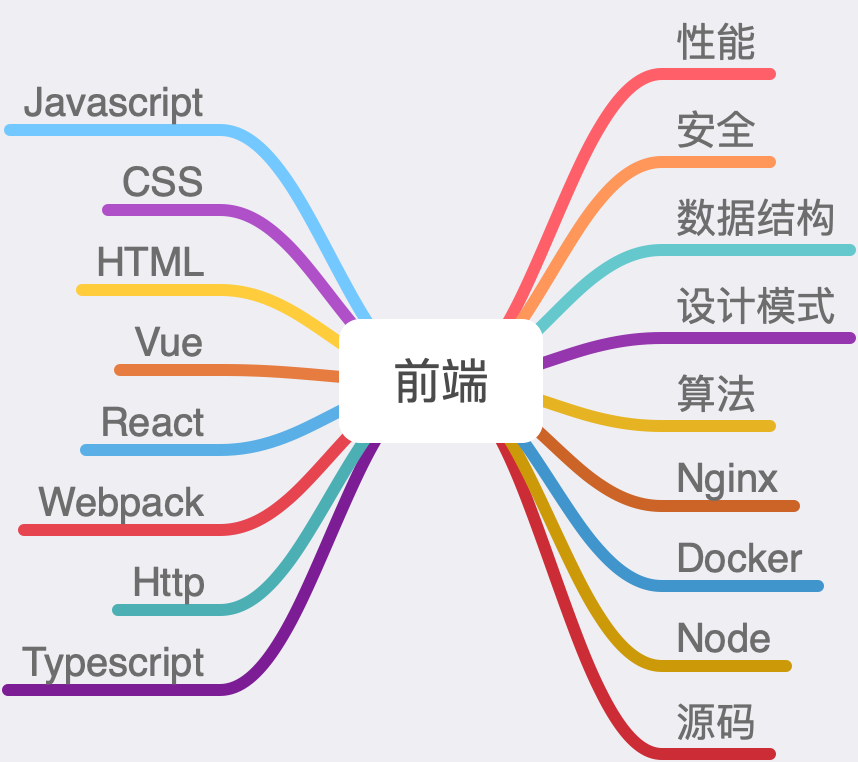 Javascript
CSS
HTML
Vue
React
Webpack
Http
Typescript
前端
性能
安全
数据结构
设计模式
算法
Nginx
Docker
Node
源码